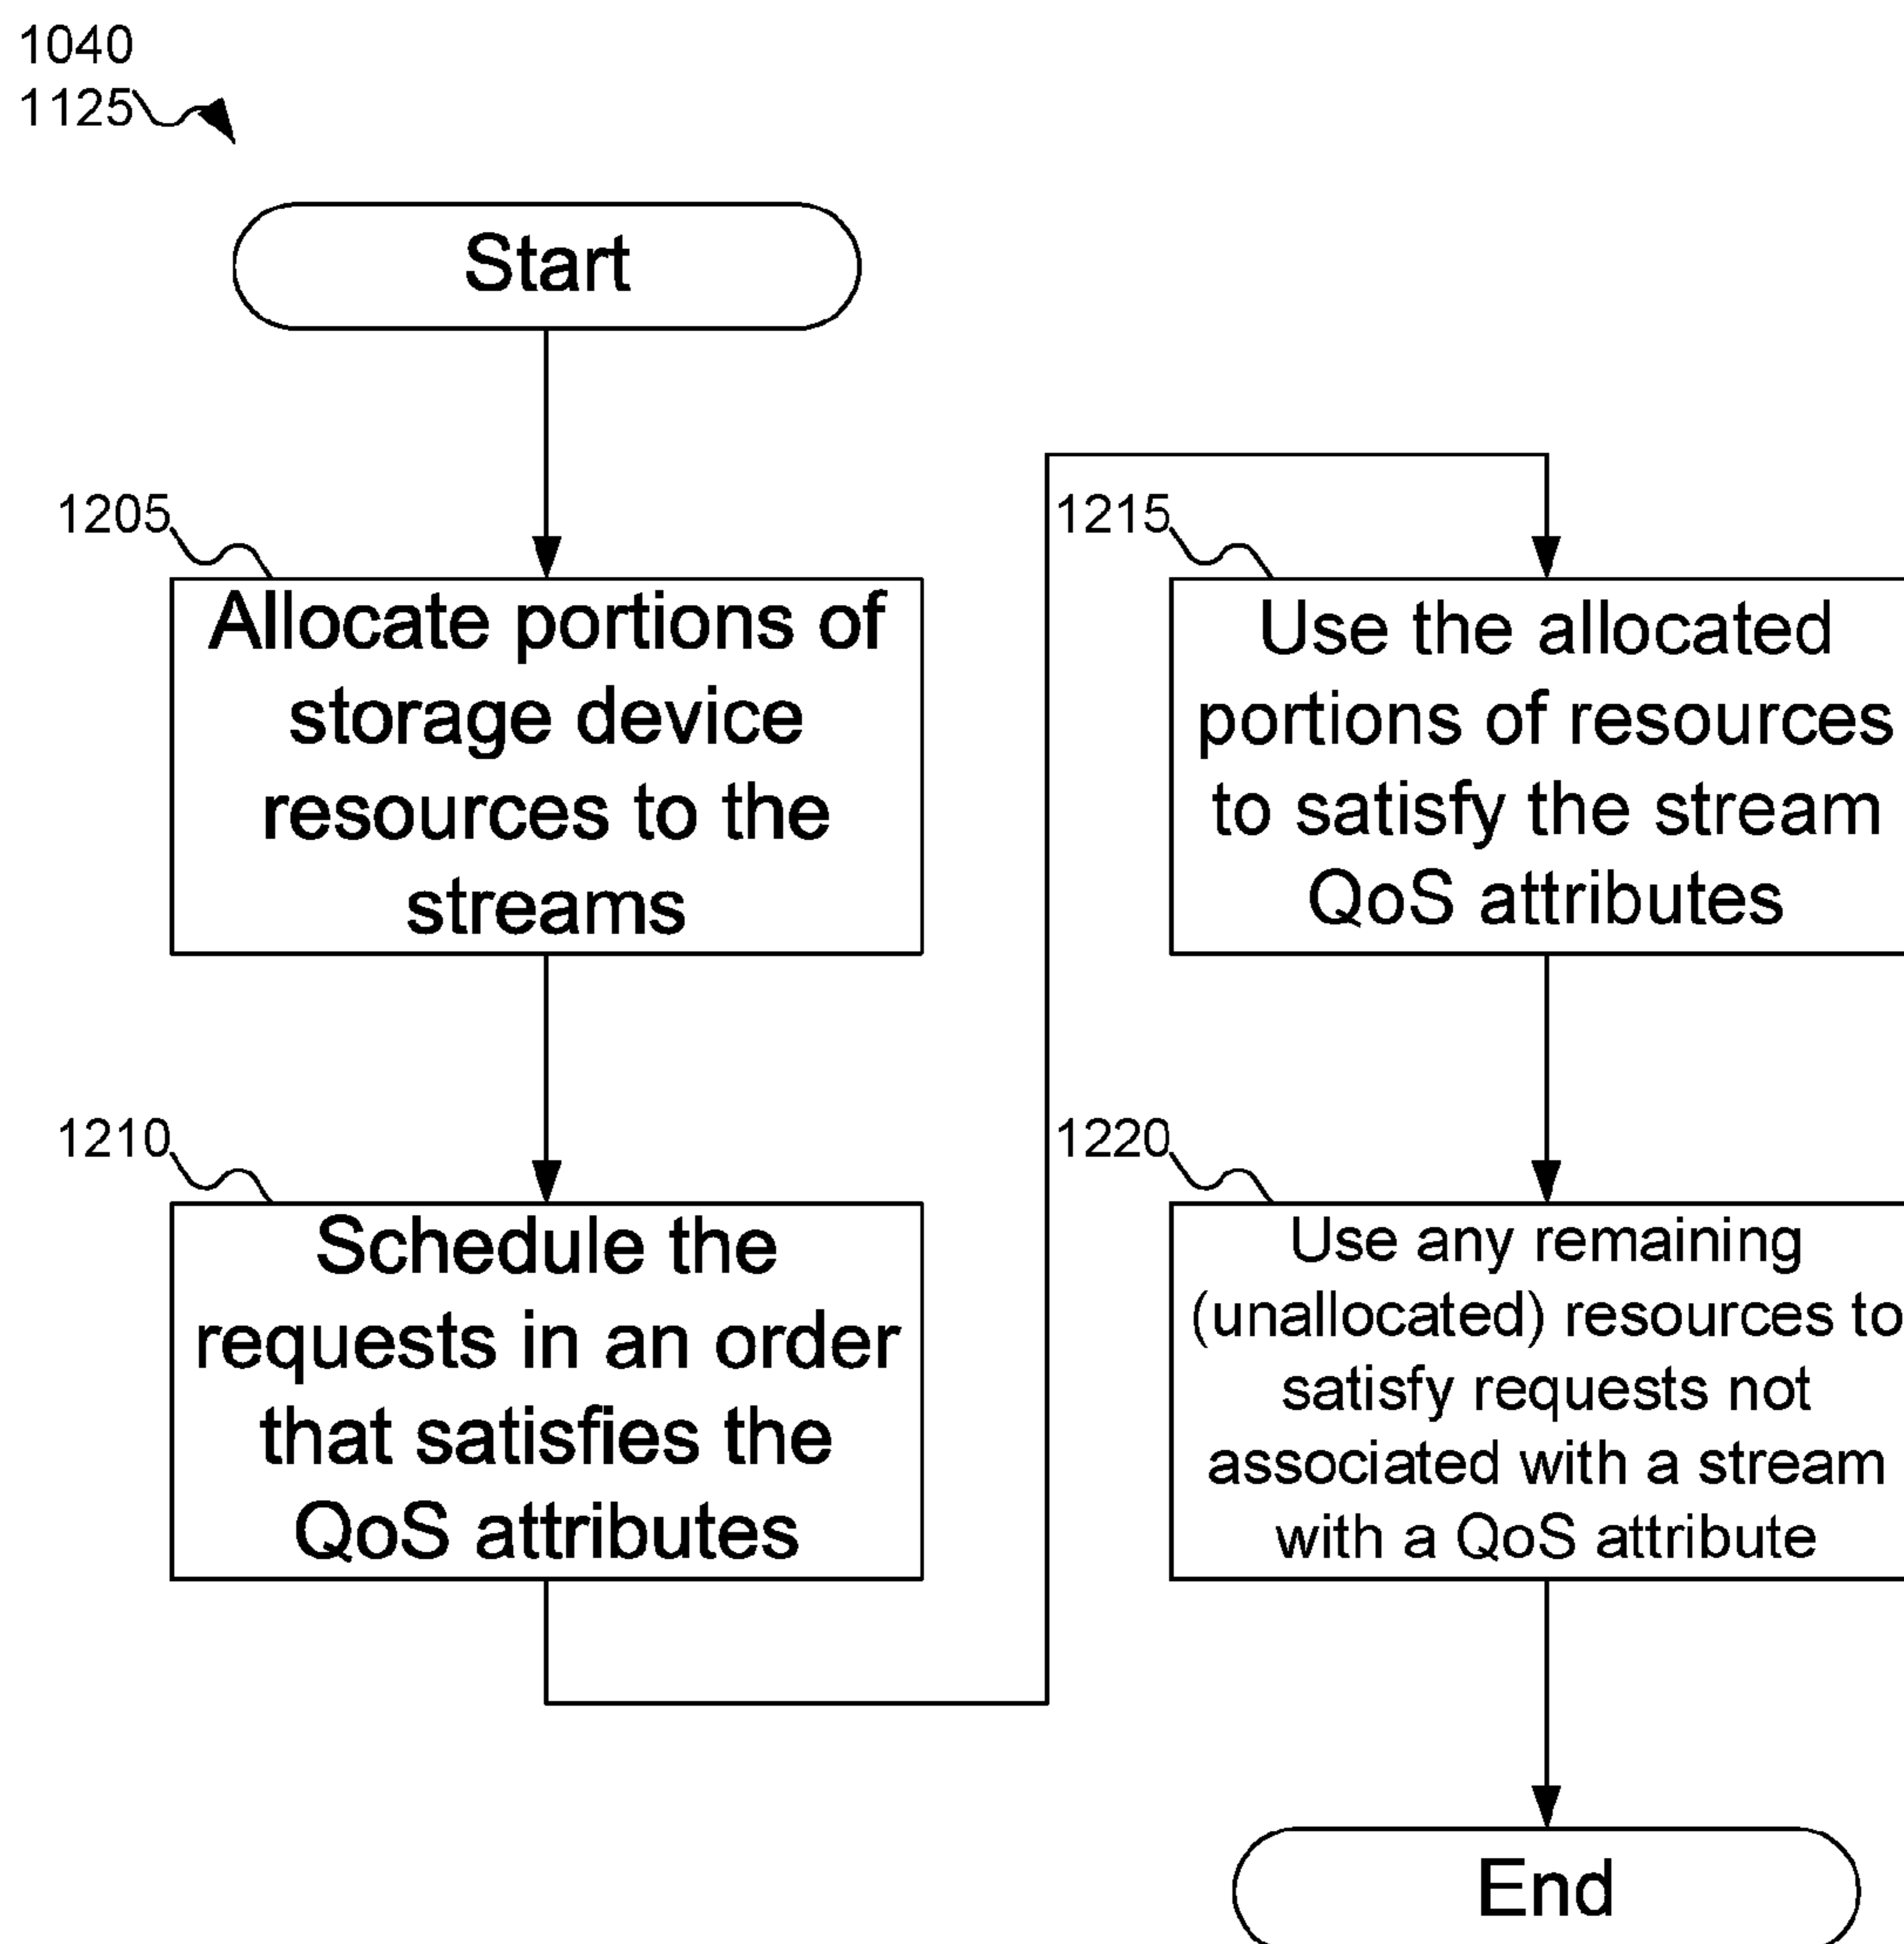 1040
1125
Start
1205
Allocate portions of
storage device
resources to the
streams
1210
Schedule the
requests in an order
that satisfies the
QoS attributes
1215
Use the allocated
portions of resources
to satisfy the stream
QoS attributes
1220
Use any remaining
(unallocated) resources to
satisfy requests not
associated with a stream
with a QoS attribute
End